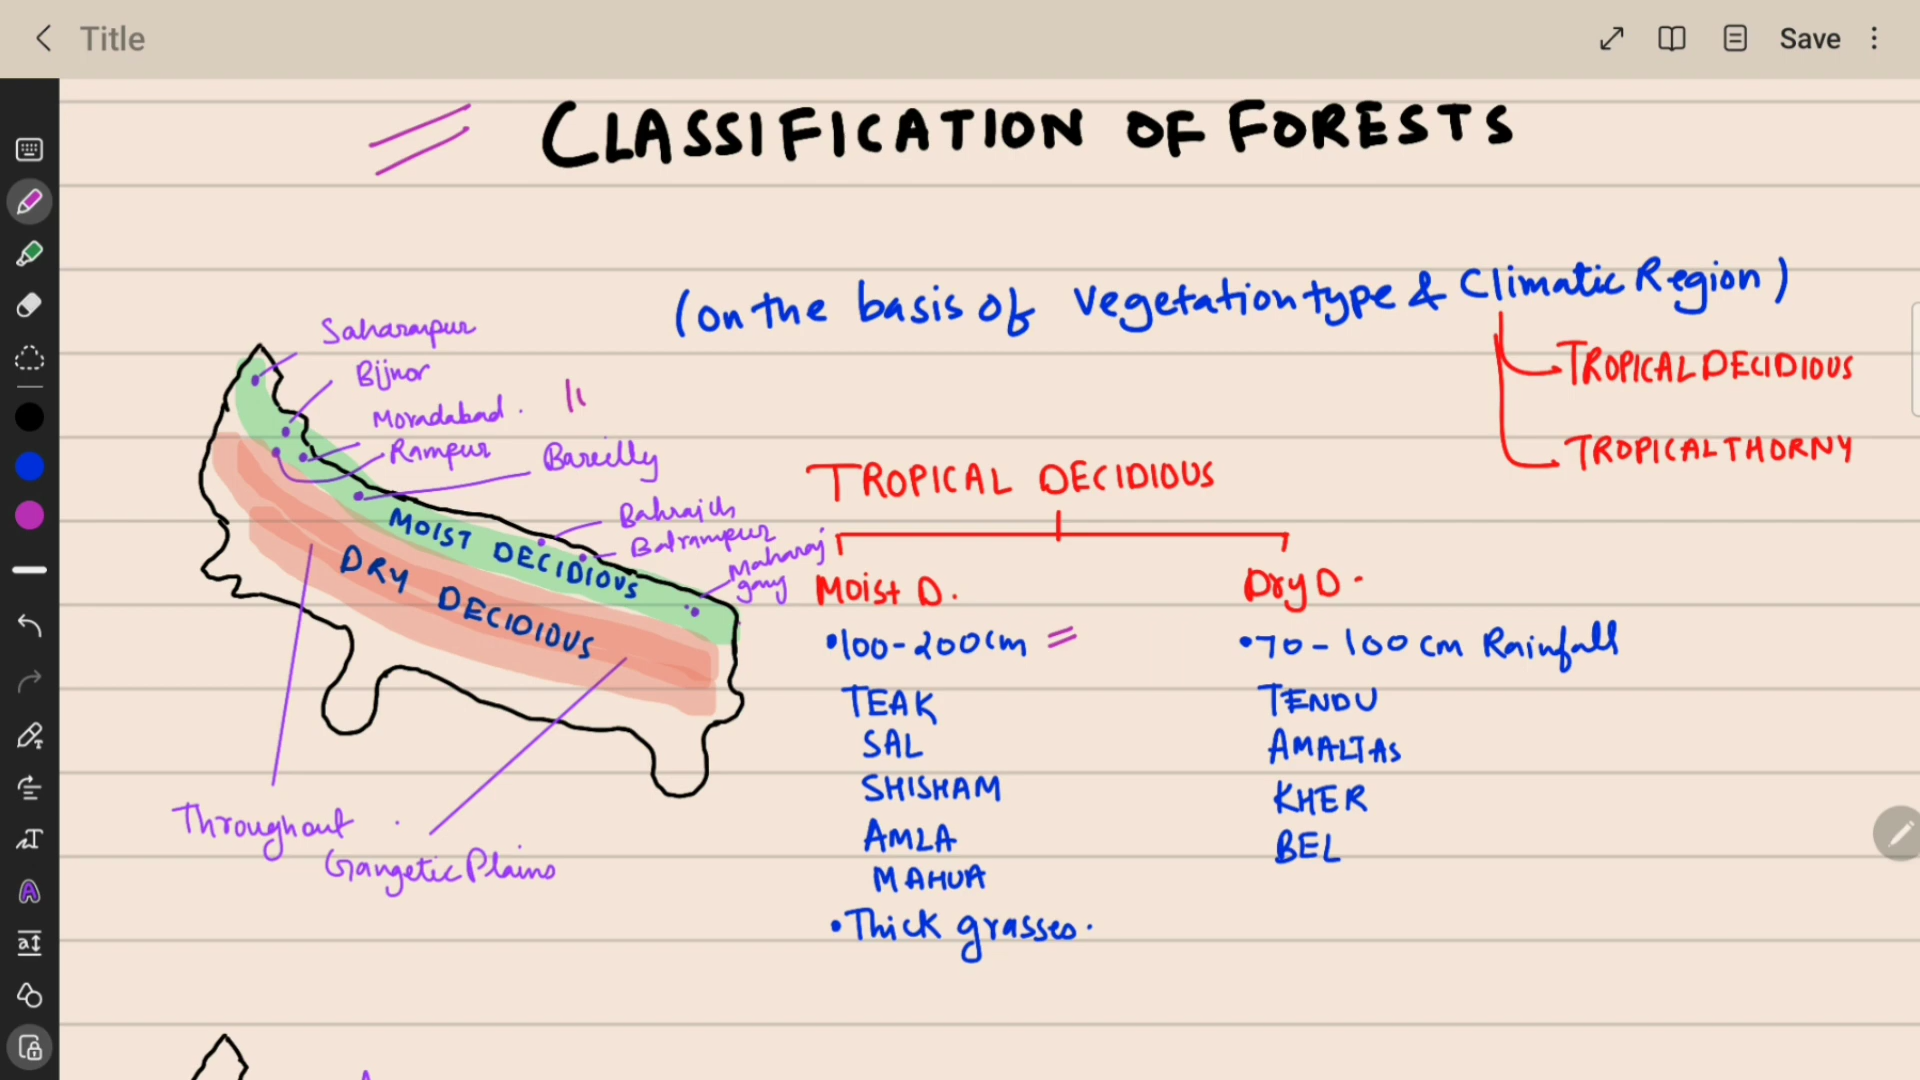 Title
Save
CLASSIFICATION OF FORESTS
(on the basis of vegetation type & Climatic Region)
TROPICAL DECIDIOUS
TROPICAL THORNY
Saharanpur
Bijnor
Moradabad.
Rampur
Bareilly
Bahraich
Balrampur
Maharaj
gang
MOIST DECIDIOUS
DRY DECIDIOUS
Throughout
Gangetic Plains
TROPICAL DECIDIOUS
Moist D.
•100-200cm =
TEAK
SAL
SHISHAM
AMLA
MAHUA
•Thick grasses.
Dry D.
•70-100 cm Rainfall
TENDU
AMALTAS
KHER
BEL